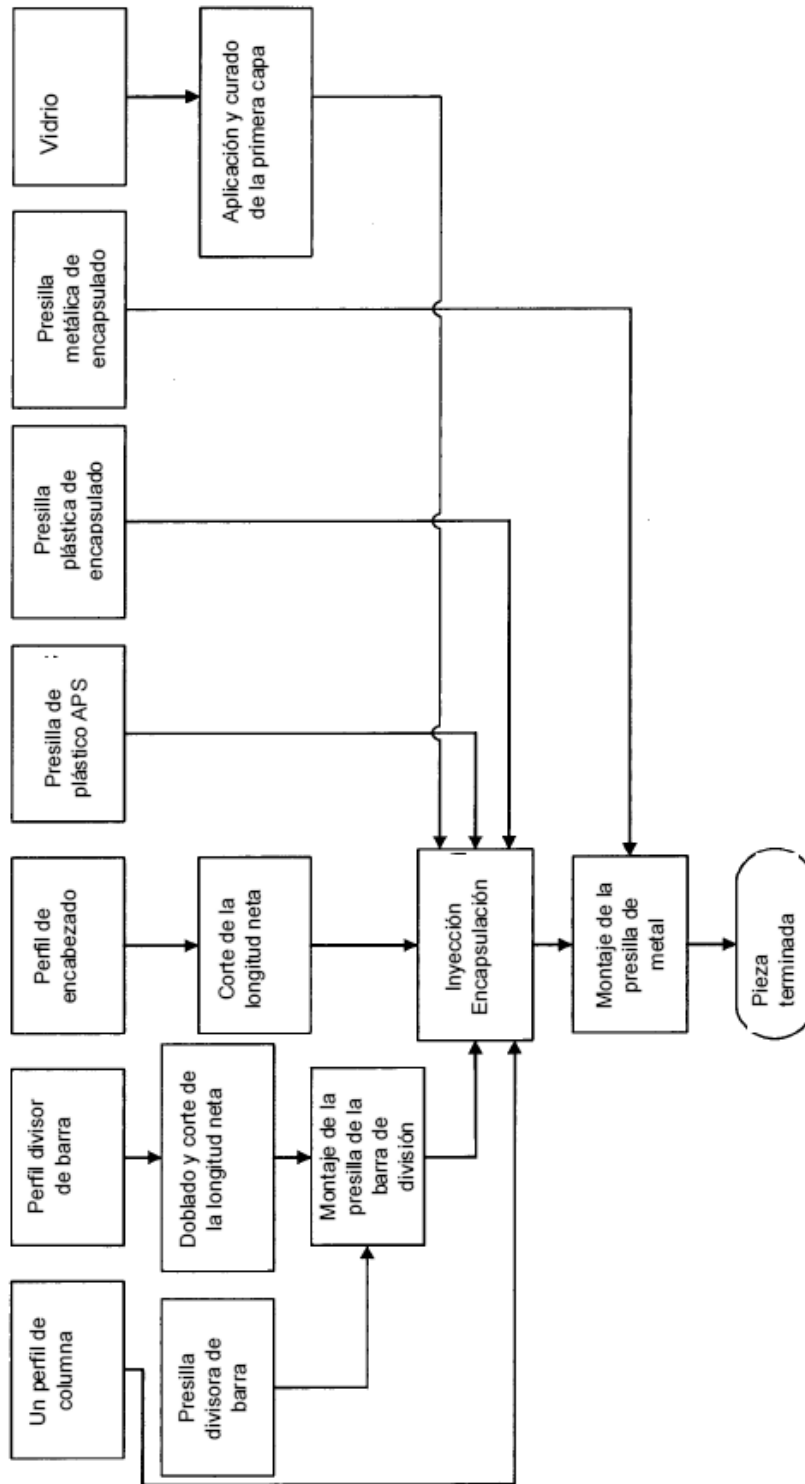 Un perfil de
columna
Perfil divisor
de barra
Perfil de
encabezado
Presilla de
plástico APS
Presilla
plástica de
encapsulado
Presilla
metálica de
encapsulado
Vidrio
Presilla
divisora de
barra
Doblado y corte de
la longitud neta
Corte de la
longitud neta
Aplicación y curado
de la primera capa
Montaje de la
presilla de la
barra de
división
Inyección
Encapsulación
Montaje de la
presilla de
metal
Pieza
terminada